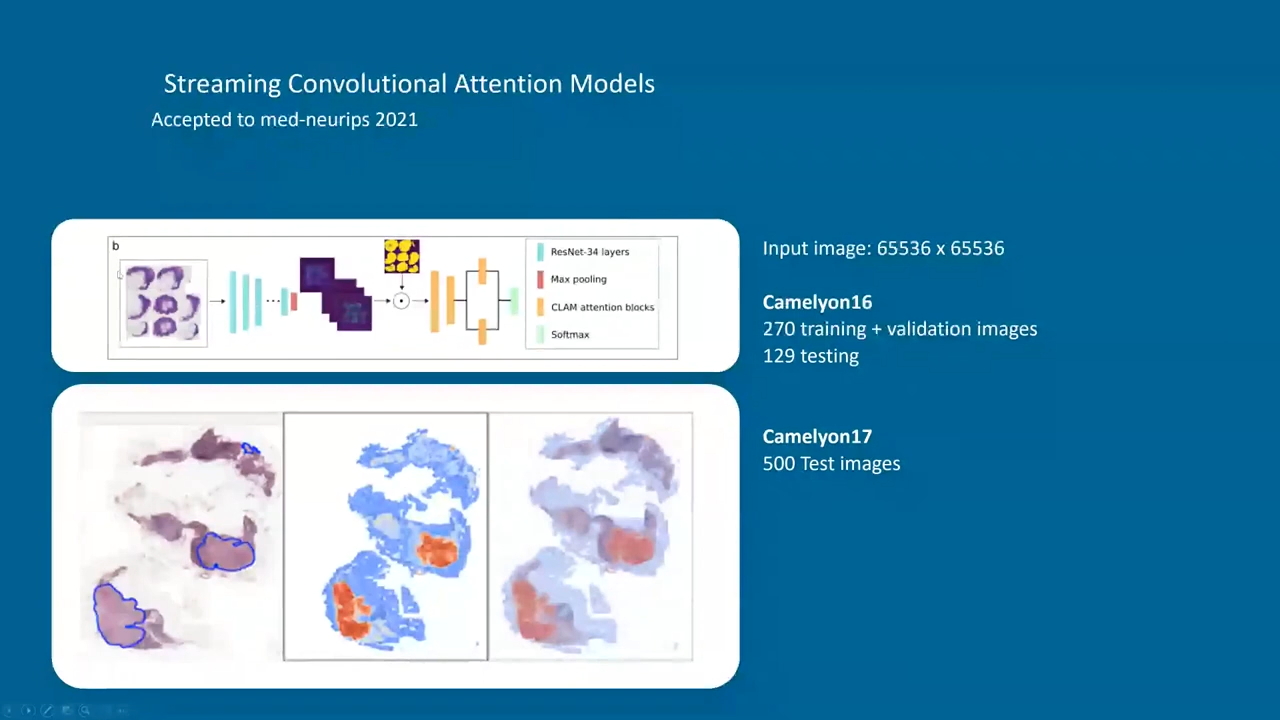 Streaming Convolutional Attention Models
Accepted to med-neurips 2021
b
ResNet-34 layers
Max pooling
CLAM attention blocks
Softmax
Input image: 65536 x 65536
Camelyon16
270 training + validation images
129 testing
Camelyon17
500 Test images